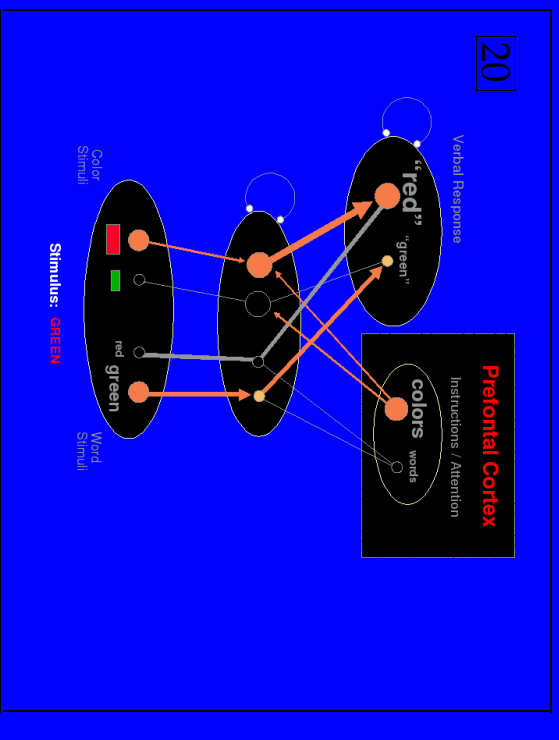 20
Prefontal Cortex
Verbal Response
Instructions / Attention
"red" "green"
colors words
Color
Stimuli
red green
Word
Stimuli
Stimulus: GREEN